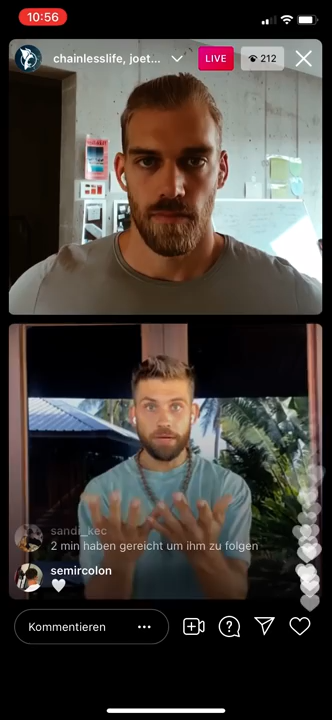 10:56
chainlesslife, joet...
LIVE
212
sandi_kec
2 min haben gereicht um ihm zu folgen
semircolon
Kommentieren